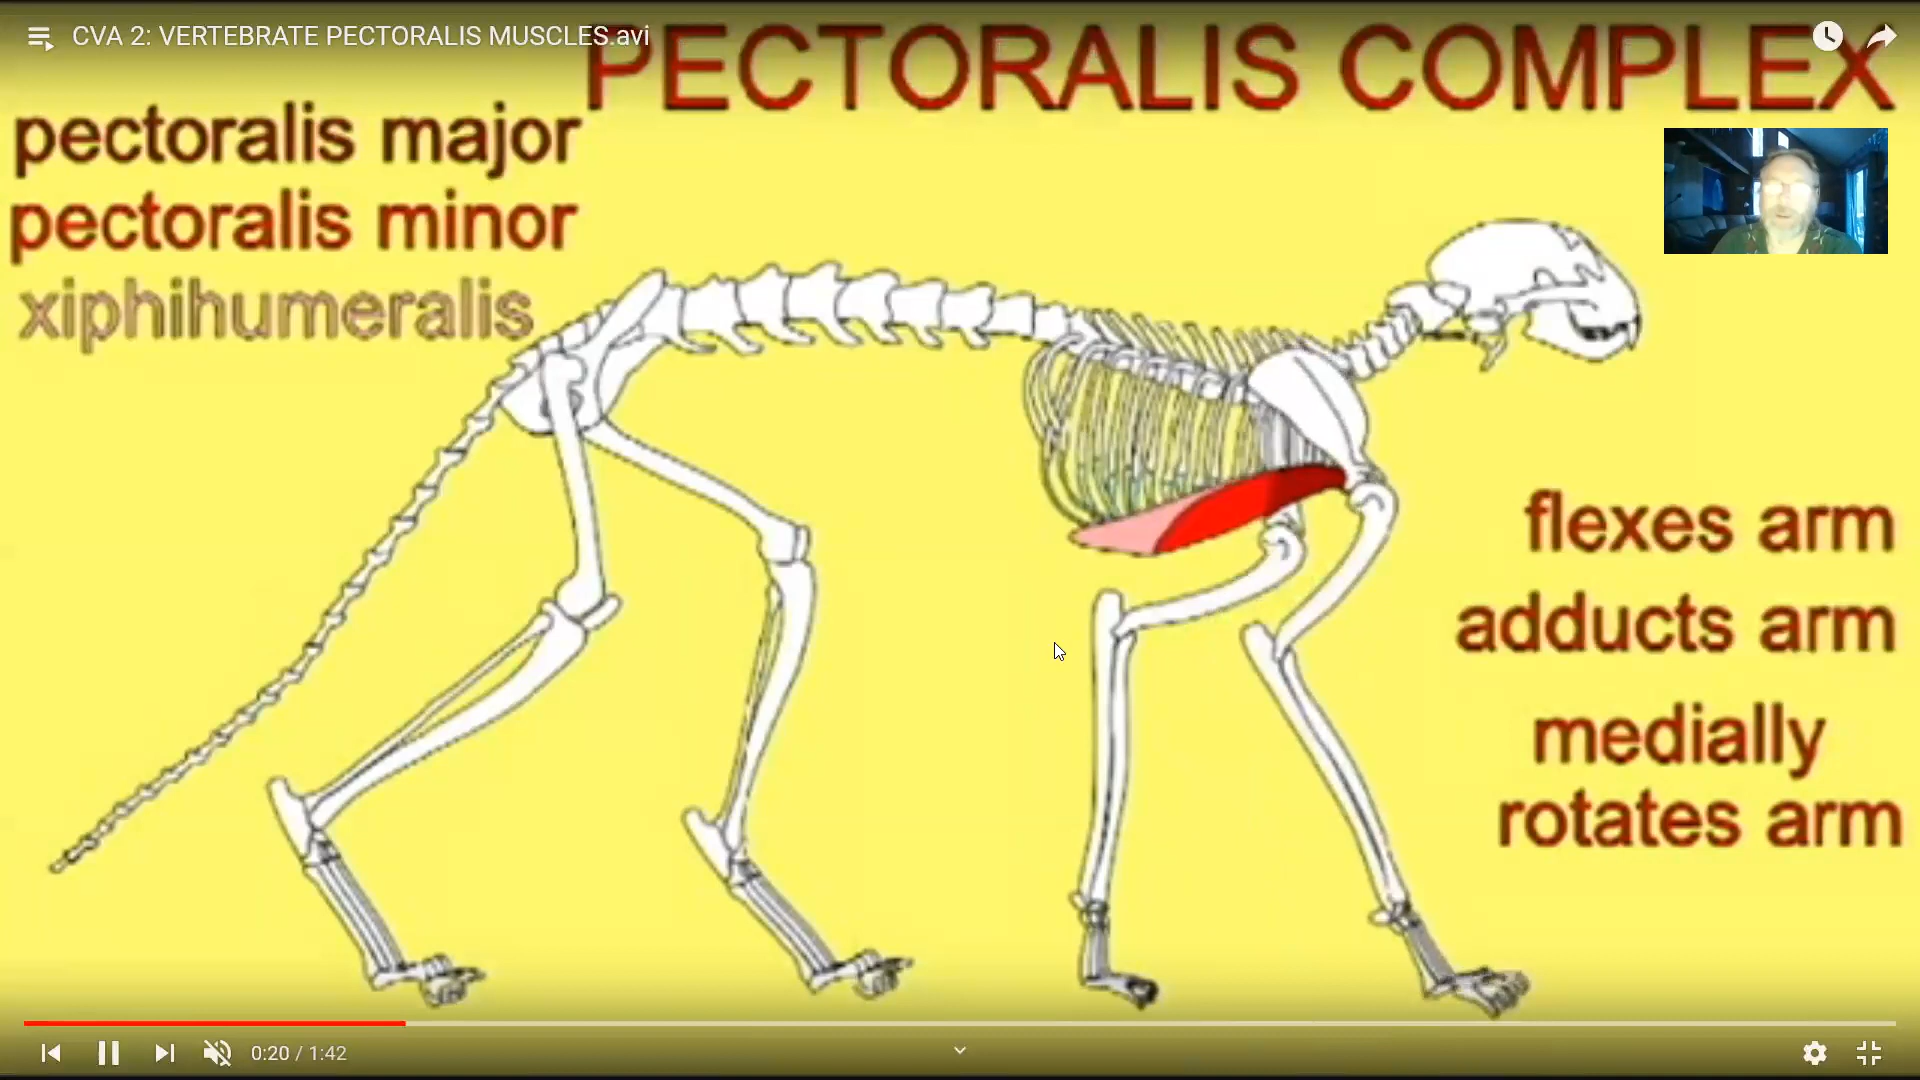 CVA 2: VERTEBRATE PECTORALIS MUSCLES.avi
PECTORALIS COMPLEX
pectoralis major
pectoralis minor
xiphihumeralis
flexes arm
adducts arm
medially
rotates arm
0:20 / 1:42